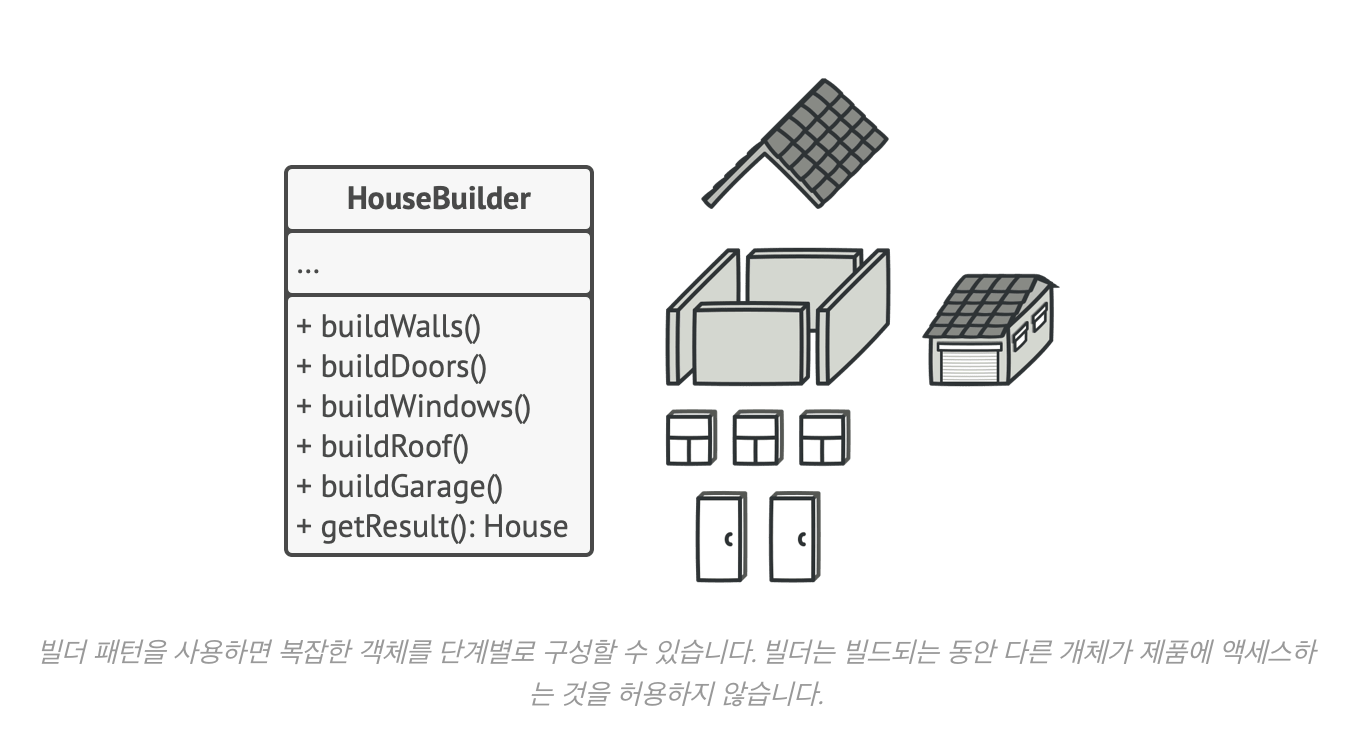 HouseBuilder
...
+ buildWalls()
+ buildDoors()
+ buildWindows()
+ buildRoof()
+ buildGarage()
+ getResult(): House
빌더 패턴을 사용하면 복잡한 객체를 단계별로 구성할 수 있습니다. 빌더는 빌드되는 동안 다른 개체가 제품에 액세스하
는 것을 허용하지 않습니다.